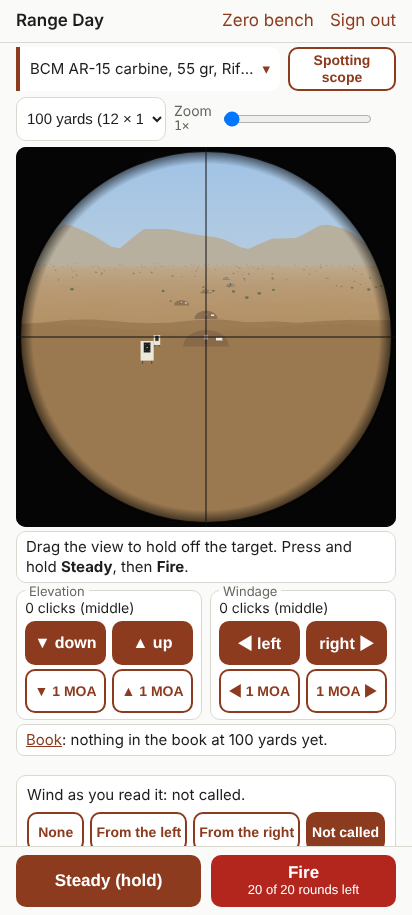 Range Day
Zero bench
Sign out
BCM AR-15 carbine, 55 gr, Rif... ▼
Spotting
scope
100 yards (12 × 1
Zoom
1×
Drag the view to hold off the target. Press and
hold Steady, then Fire.
Elevation
0 clicks (middle)
▼ down
▲ up
▼ 1 MOA
▲ 1 MOA
Windage
0 clicks (middle)
◀ left
right ▶
◀ 1 MOA
1 MOA ▶
Book: nothing in the book at 100 yards yet.
Wind as you read it: not called.
None
From the left
From the right
Not called
Steady (hold)
Fire
20 of 20 rounds left